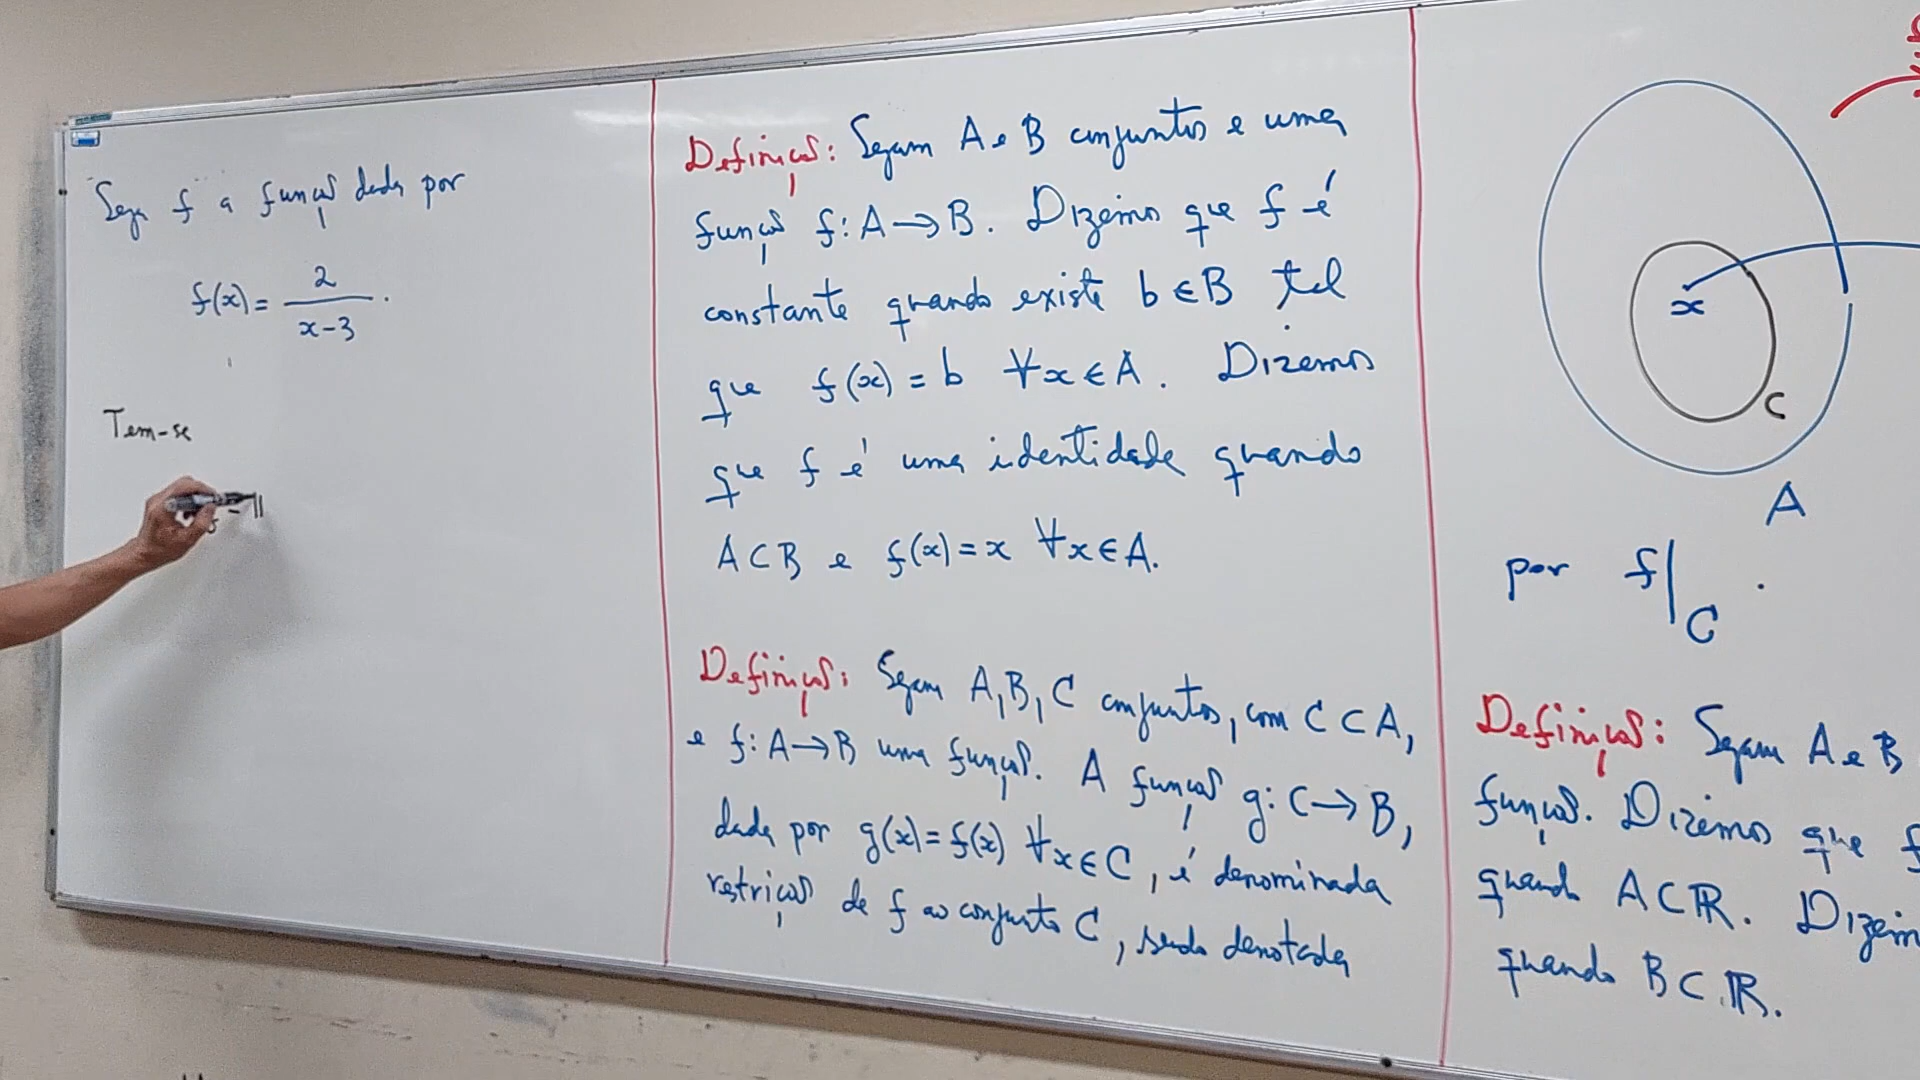 Seja f a função dada por
f(x) = 2/(x-3).
Tem-se
Definição: Sejam A e B conjuntos e uma
função f: A → B. Dizemos que f é
constante quando existe b ∈ B tal
que f(x) = b ∀x ∈ A. Dizemos
que f é uma identidade quando
A ⊂ B e f(x) = x ∀x ∈ A.
Definição: Sejam A, B, C conjuntos, com C ⊂ A,
e f: A → B uma função. A função g: C → B,
dada por g(x) = f(x) ∀x ∈ C, é denominada
restrição de f ao conjunto C, sendo denotada
x
C
A
por f|C.
Definição: Sejam A e B
função. Dizemos que f
quando A ⊂ ℝ. Dizem
quando B ⊂ ℝ.